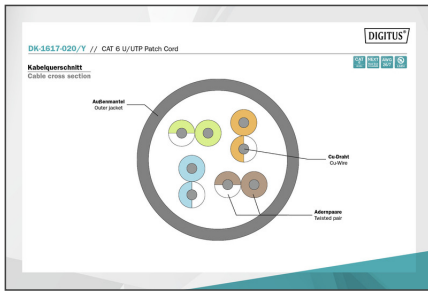 DIGITUS
DK-1617-020/Y // CAT 6 U/UTP Patch Cord
Kabelquerschnitt
Cable cross section
Außenmantel
Outer jacket
Cu-Draht
Cu-Wire
Adernpaare
Twisted pair